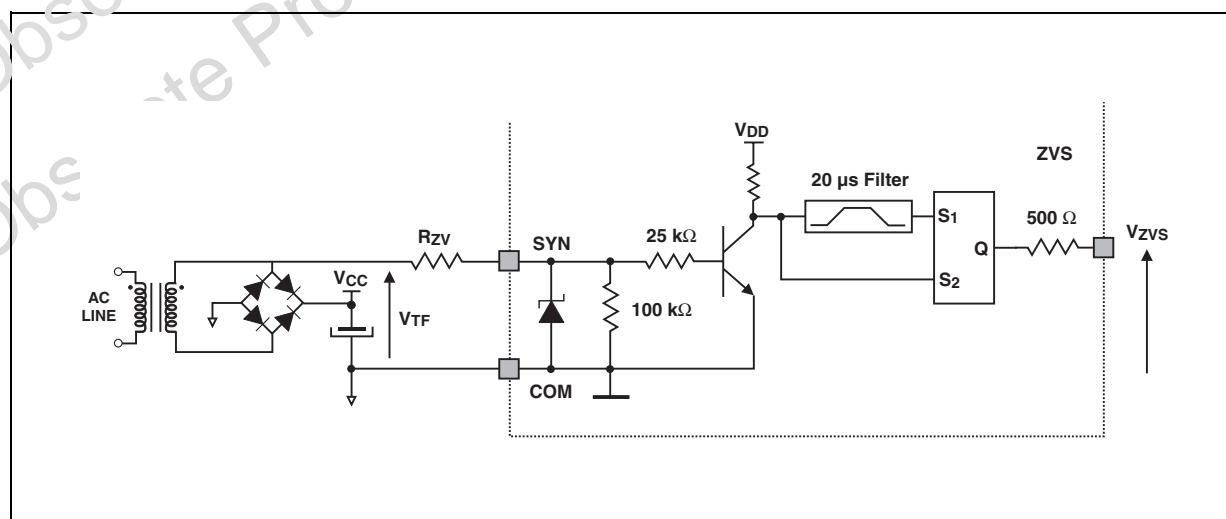 VDD
ZVS
20 µs Filter
RZV
SYN
25 kΩ
S1
500 Ω
VZVS
Q
VCC
AC
LINE
VTF
100 kΩ
S2
COM